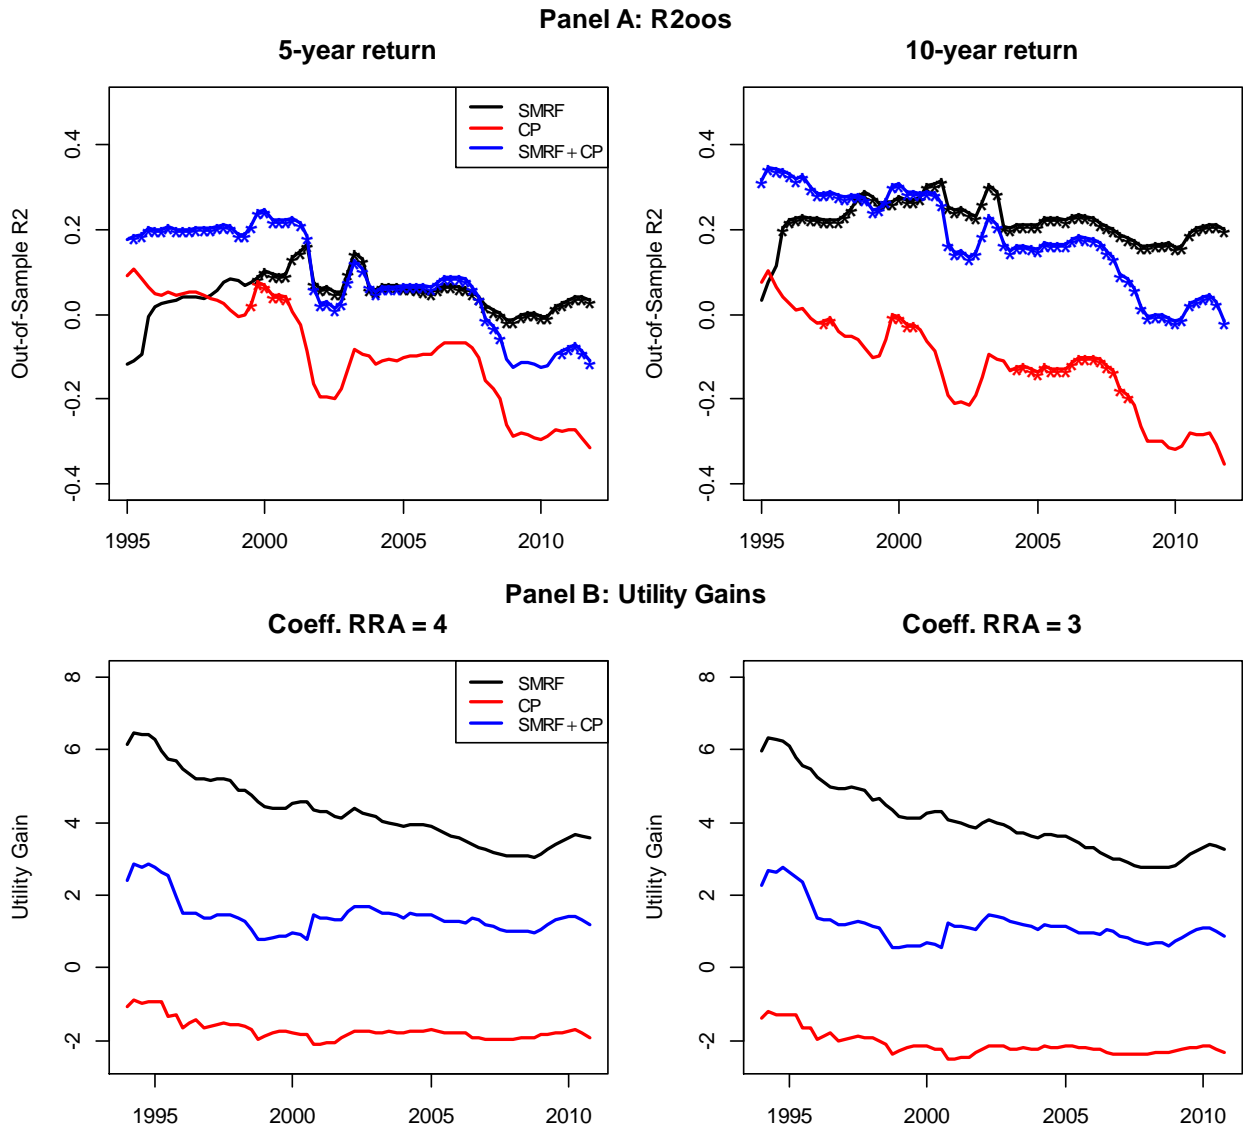 Panel A: R2oos
5-year return
10-year return
Out-of-Sample R2
0.4
0.2
0.0
-0.2
-0.4
SMRF
CP
SMRF + CP
1995 2000 2005 2010
Out-of-Sample R2
0.4
0.2
0.0
-0.2
-0.4
1995 2000 2005 2010
Panel B: Utility Gains
Coeff. RRA = 4
Coeff. RRA = 3
Utility Gain
8
6
4
2
0
-2
SMRF
CP
SMRF + CP
1995 2000 2005 2010
Utility Gain
8
6
4
2
0
-2
1995 2000 2005 2010